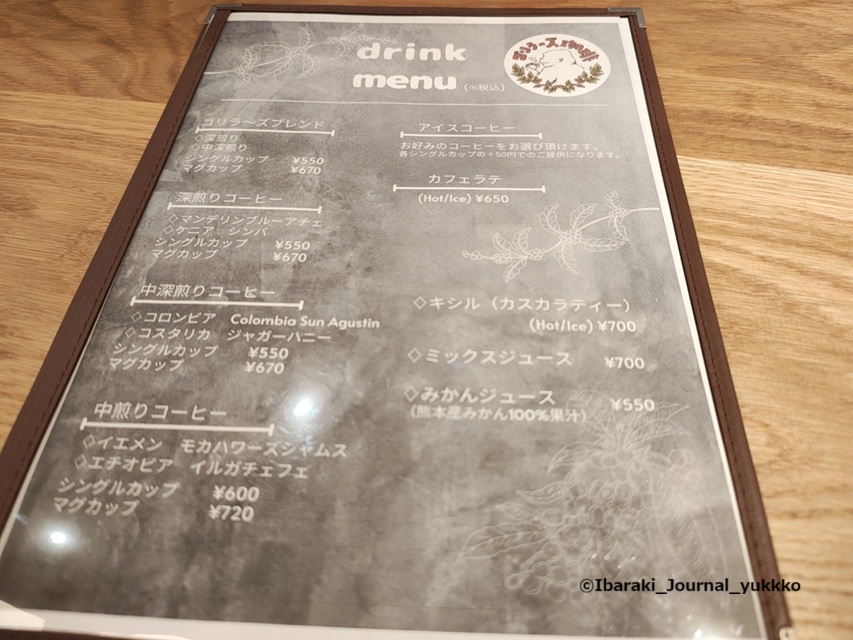 drink
menu (※税込)
ゴリラ〜ズブレンド
◇深煎り
◇中深煎り
シングルカップ ¥550
マグカップ ¥670
深煎りコーヒー
◇マンデリンブルーアチェ
◇ケニア シンバ
シングルカップ ¥550
マグカップ ¥670
中深煎りコーヒー
◇コロンビア Colombia Sun Agustin
◇コスタリカ ジャガーハニー
シングルカップ ¥550
マグカップ ¥670
中煎りコーヒー
◇イエメン モカハワーズシャムス
◇エチオピア イルガチェフェ
シングルカップ ¥600
マグカップ ¥720
アイスコーヒー
お好みのコーヒーをお選び頂けます。
各シングルカップの+50円でのご提供になります。
カフェラテ
(Hot/Ice) ¥650
◇キシル（カスカラティー）
(Hot/Ice) ¥700
◇ミックスジュース ¥700
◇みかんジュース ¥550
(熊本産みかん100%果汁)
©Ibaraki_Journal_yukkko